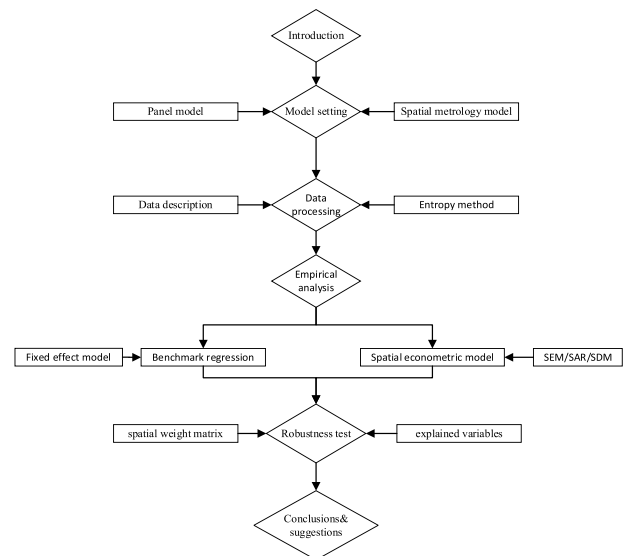 Introduction
Panel model
Model setting
Spatial metrology model
Data description
Data
processing
Entropy method
Empirical
analysis
Fixed effect model
Benchmark regression
Spatial econometric model
SEM/SAR/SDM
spatial weight matrix
Robustness test
explained variables
Conclusions&
suggestions